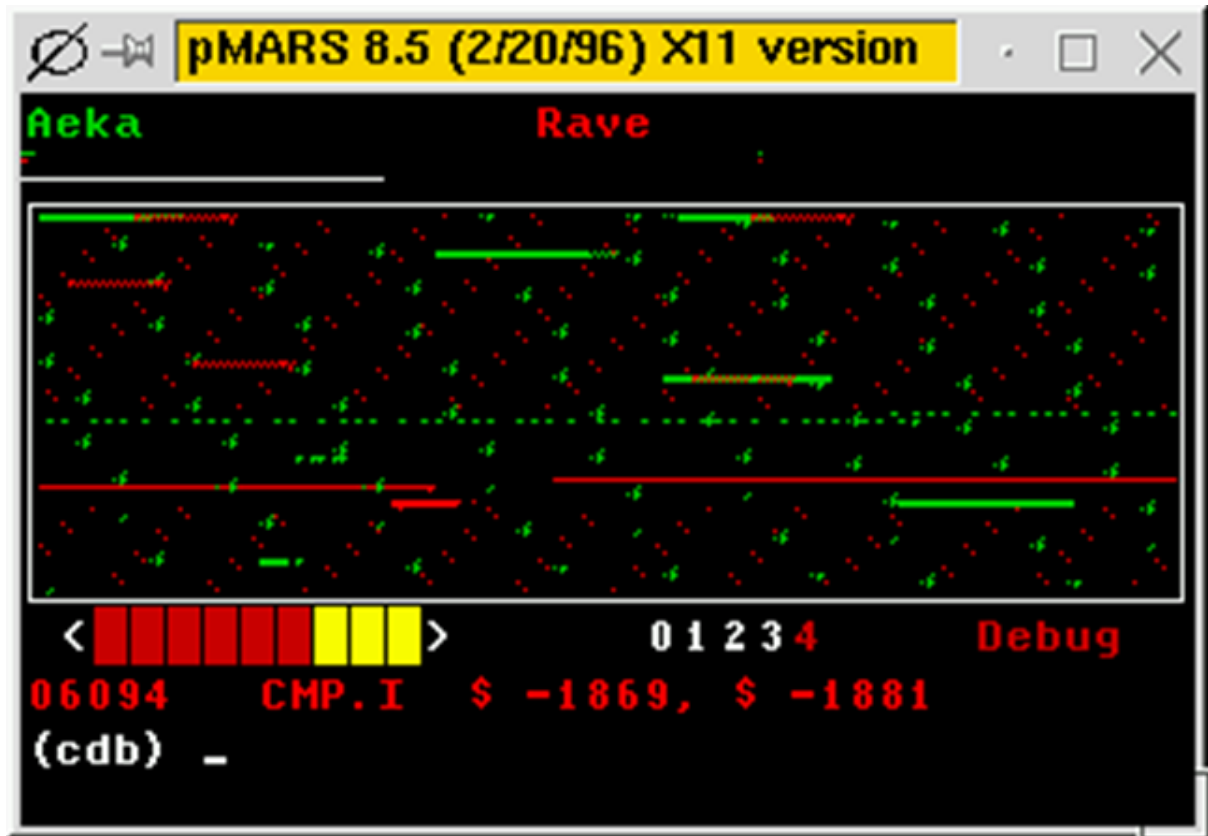 pMARS 8.5 (2/20/96) X11 version
Aeka Rave
< > 0 1 2 3 4 Debug
06094 CMP.I $ -1869, $ -1881
(cdb) _